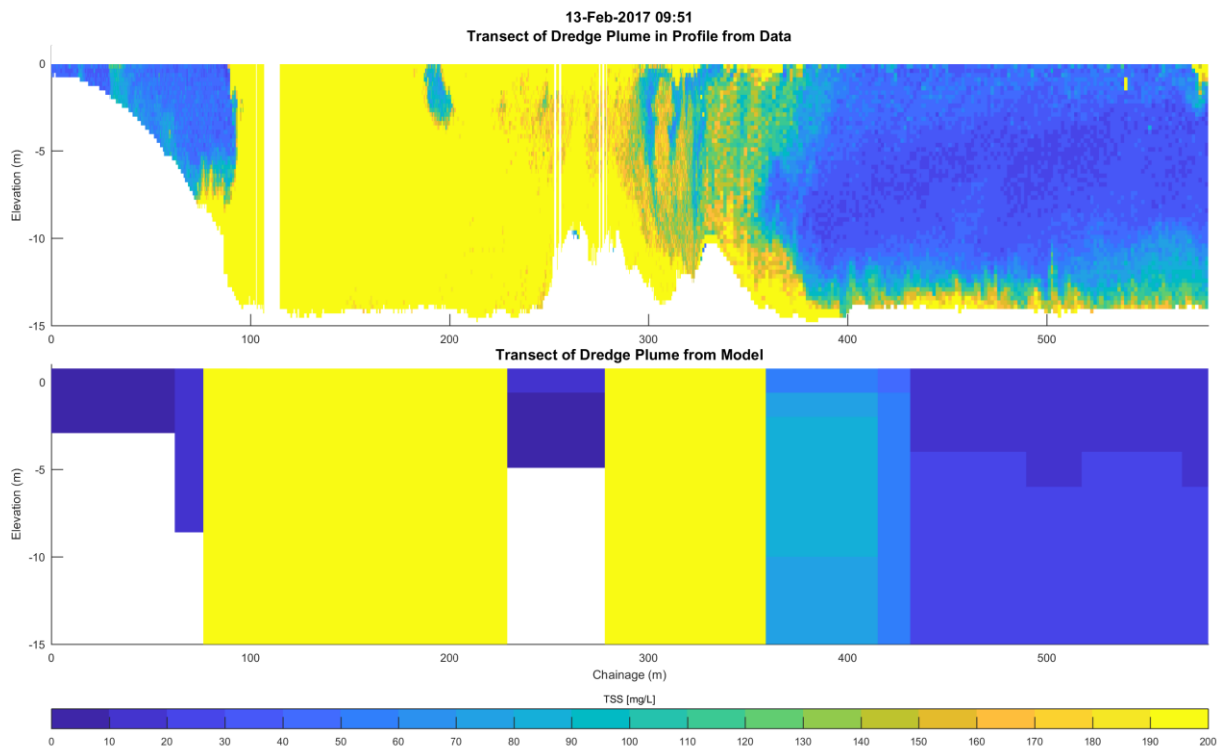 13-Feb-2017 09:51
Transect of Dredge Plume in Profile from Data
0
-5
-10
-15
Elevation (m)
0 100 200 300 400 500
Transect of Dredge Plume from Model
0
-5
-10
-15
Elevation (m)
0 100 200 300 400 500
Chainage (m)
TSS [mg/L]
0 10 20 30 40 50 60 70 80 90 100 110 120 130 140 150 160 170 180 190 200